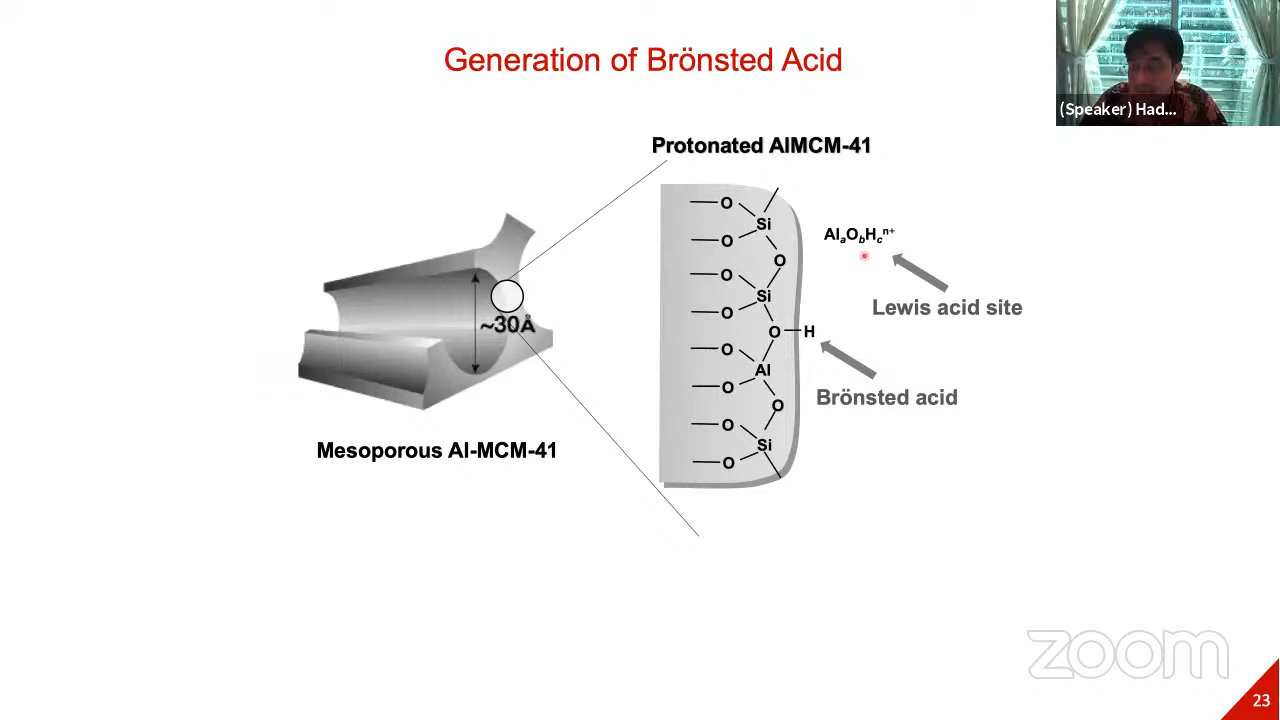 Generation of Brönsted Acid
(Speaker) Had...
Protonated AlMCM-41
O
Si
O
O
AlaObHcn+
O
Si
O
Lewis acid site
~30Å
O H
O
Al
O
Brönsted acid
O
O
Si
O
Mesoporous Al-MCM-41
zoom
23